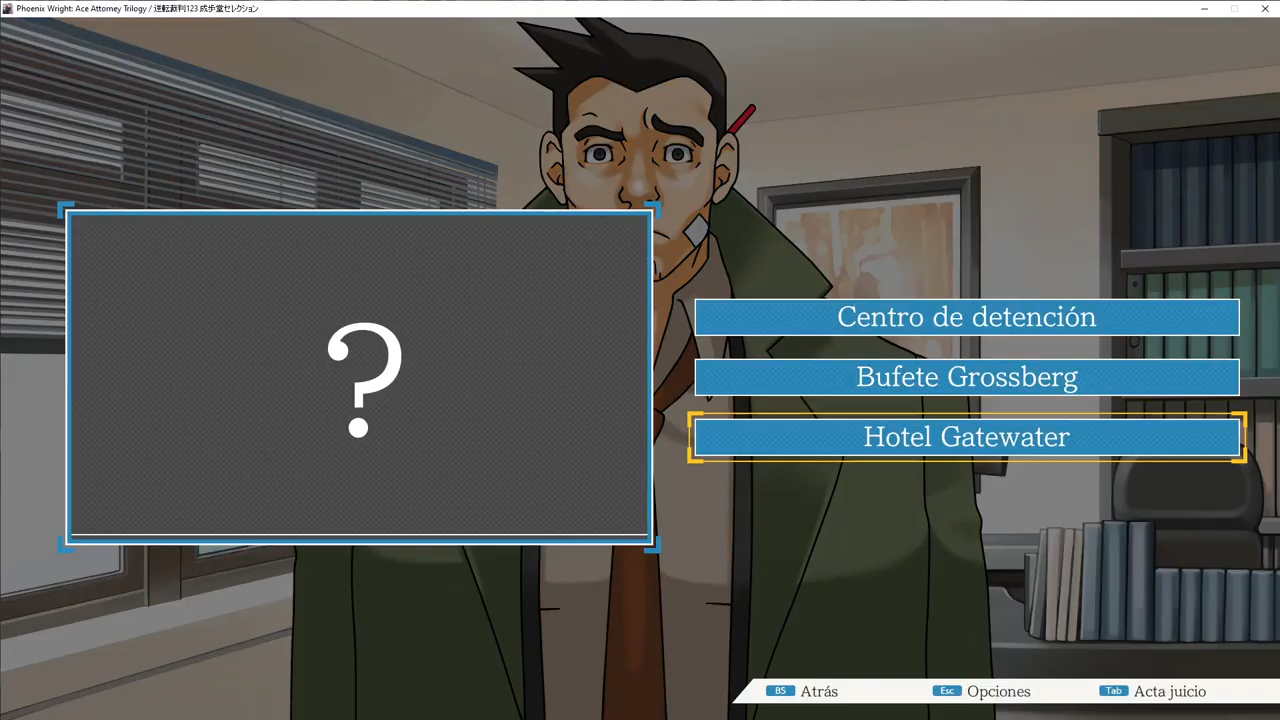 Phoenix Wright: Ace Attorney Trilogy / 逆転裁判123 成歩堂セレクション
?
Centro de detención
Bufete Grossberg
Hotel Gatewater
BS Atrás
Esc Opciones
Tab Acta juicio